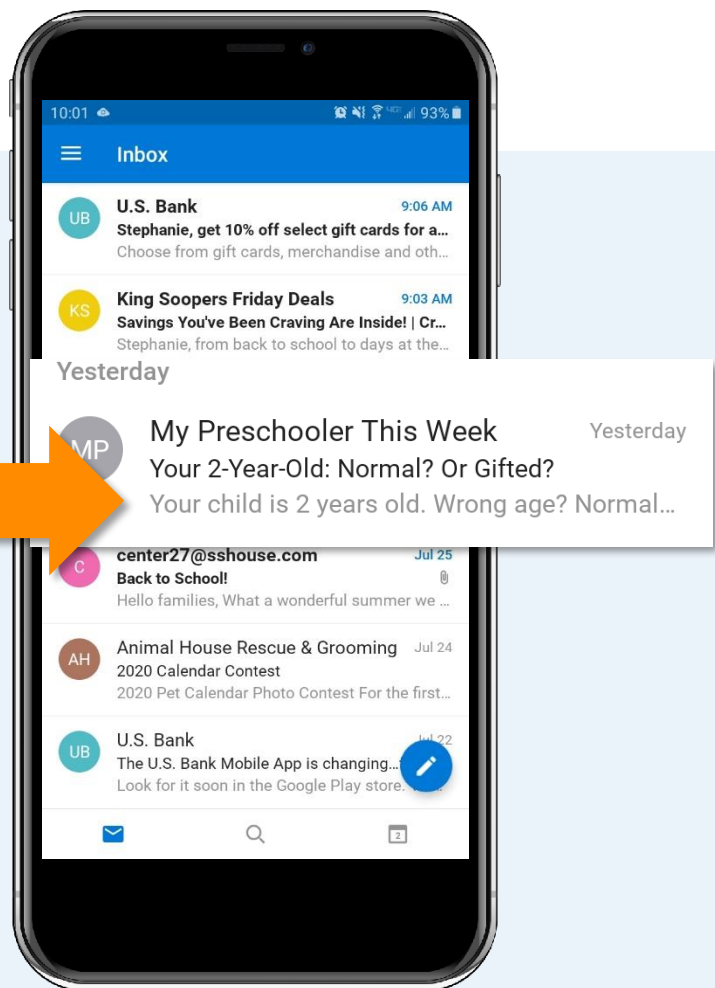 10:01 93%
Inbox
UB
U.S. Bank 9:06 AM
Stephanie, get 10% off select gift cards for a...
Choose from gift cards, merchandise and oth...
KS
King Soopers Friday Deals 9:03 AM
Savings You've Been Craving Are Inside! | Cr...
Stephanie, from back to school to days at the...
Yesterday
MP
My Preschooler This Week Yesterday
Your 2-Year-Old: Normal? Or Gifted?
Your child is 2 years old. Wrong age? Normal...
C
center27@sshouse.com Jul 25
Back to School!
Hello families, What a wonderful summer we ...
AH
Animal House Rescue & Grooming Jul 24
2020 Calendar Contest
2020 Pet Calendar Photo Contest For the first...
UB
U.S. Bank Jul 22
The U.S. Bank Mobile App is changing...
Look for it soon in the Google Play store.
2